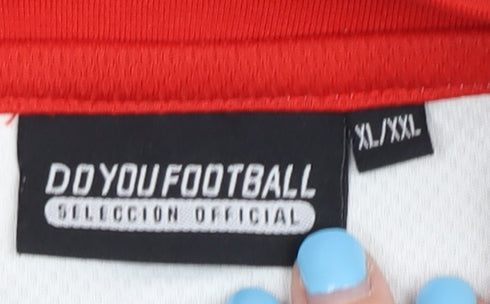 DO YOU FOOTBALL
SELECCION OFFICIAL
XL/XXL